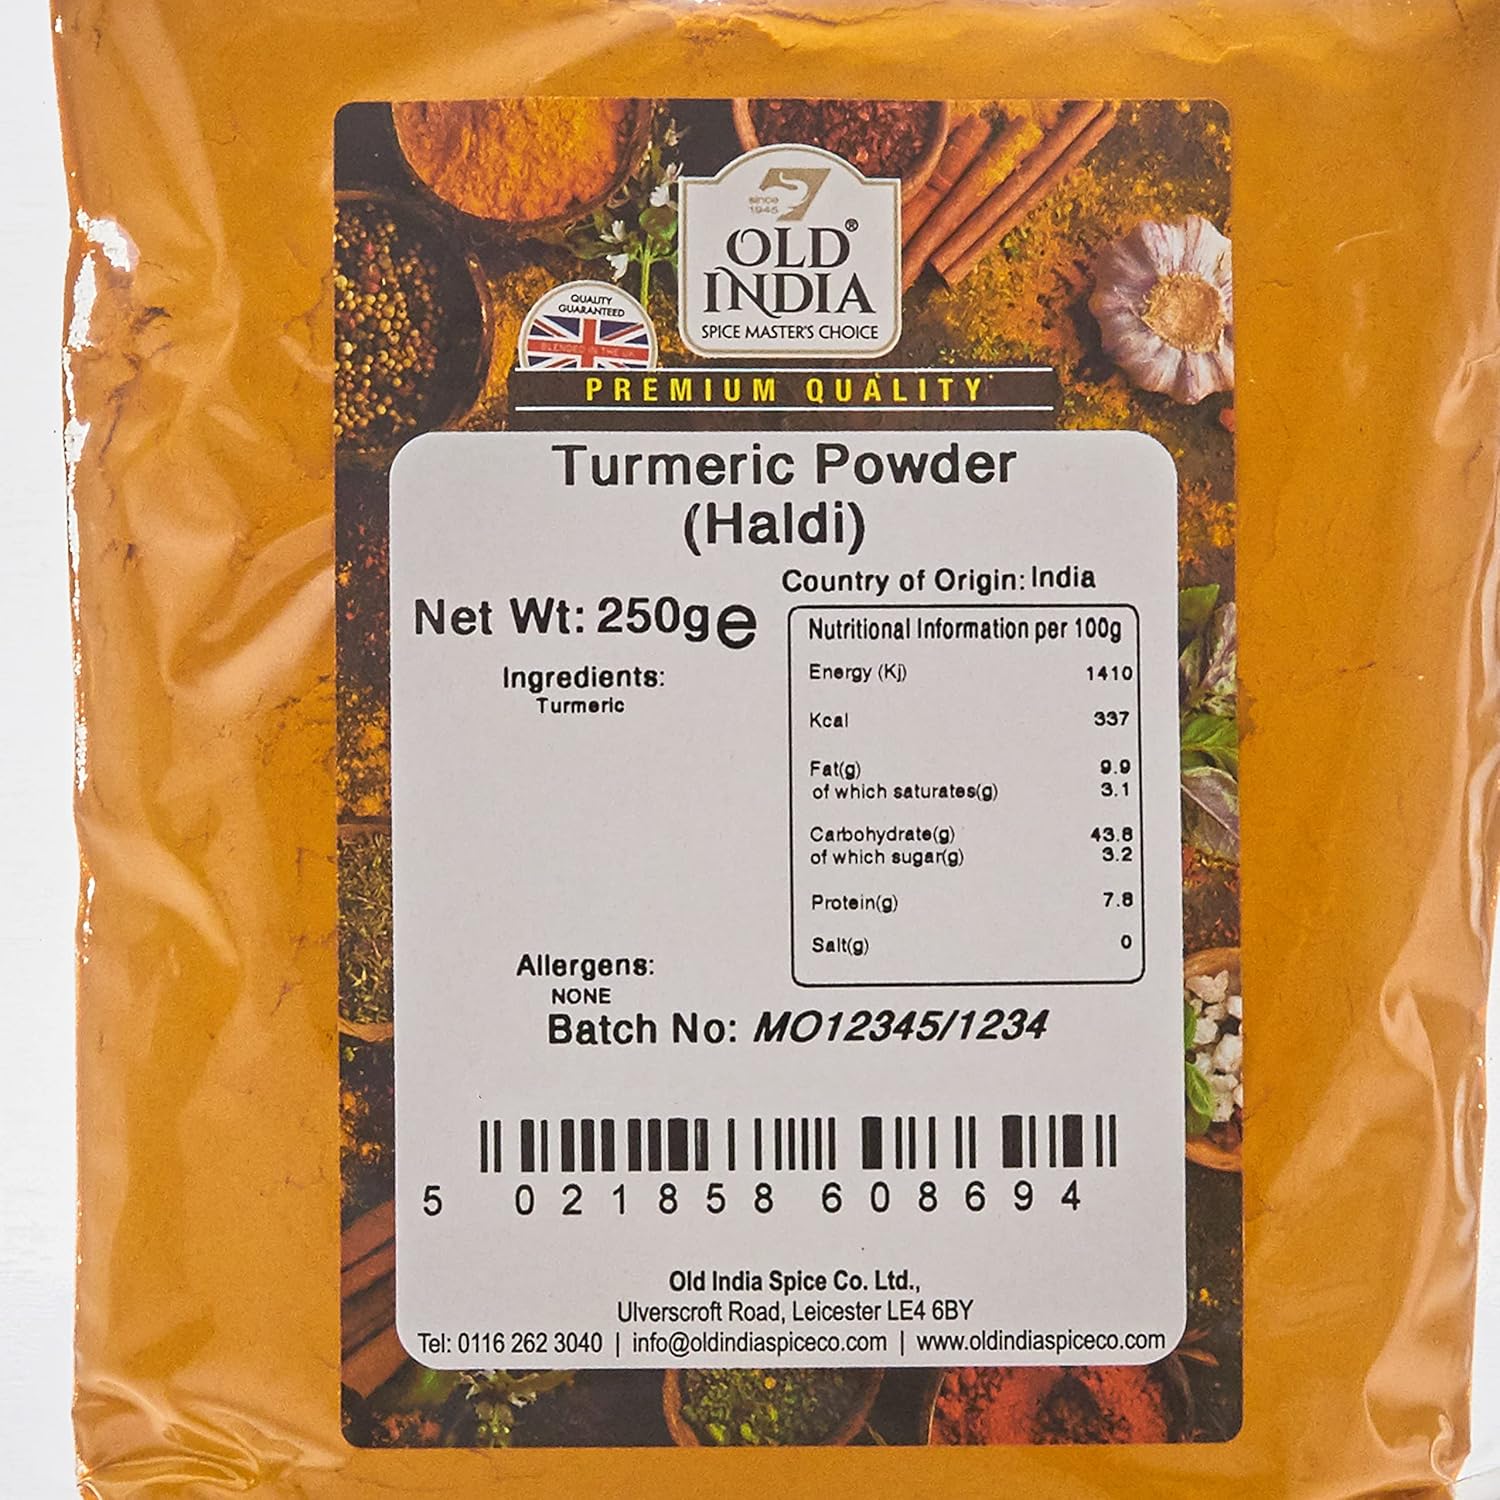 since
1945
OLD®
INDIA
SPICE MASTER'S CHOICE
QUALITY
GUARANTEED
BLENDED IN THE UK
PREMIUM QUALITY
Turmeric Powder
(Haldi)
Country of Origin: India
Net Wt: 250g e
Ingredients:
Turmeric
Nutritional Information per 100g
Energy (Kj) 1410
Kcal 337
Fat(g) 9.9
of which saturates(g) 3.1
Carbohydrate(g) 43.8
of which sugar(g) 3.2
Protein(g) 7.8
Salt(g) 0
Allergens:
NONE
Batch No: MO12345/1234
5 021858 608694
Old India Spice Co. Ltd.,
Ulverscroft Road, Leicester LE4 6BY
Tel: 0116 262 3040 | info@oldindiaspiceco.com | www.oldindiaspiceco.com